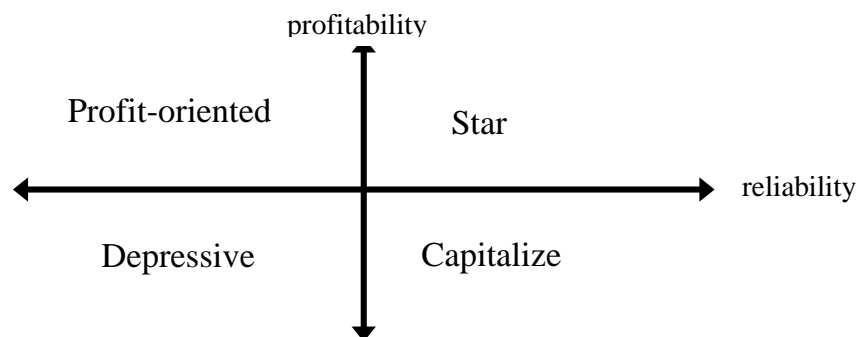 profitability
Profit-oriented
Star
reliability
Depressive
Capitalize